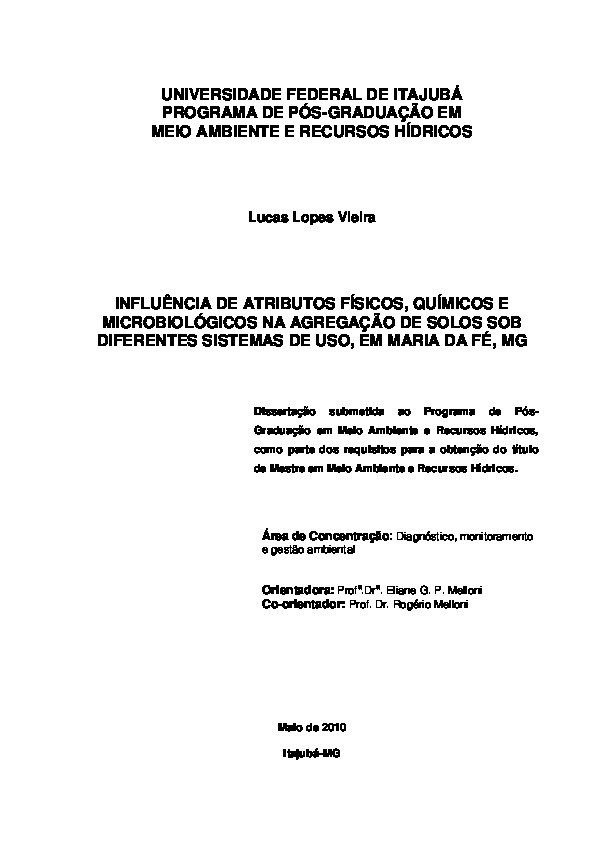 UNIVERSIDADE FEDERAL DE ITAJUBÁ
PROGRAMA DE PÓS-GRADUAÇÃO EM
MEIO AMBIENTE E RECURSOS HÍDRICOS
Lucas Lopes Vieira
INFLUÊNCIA DE ATRIBUTOS FÍSICOS, QUÍMICOS E
MICROBIOLÓGICOS NA AGREGAÇÃO DE SOLOS SOB
DIFERENTES SISTEMAS DE USO, EM MARIA DA FÉ, MG
Dissertação submetida ao Programa de Pós-
Graduação em Meio Ambiente e Recursos Hídricos,
como parte dos requisitos para a obtenção do título
de Mestre em Meio Ambiente e Recursos Hídricos.
Área de Concentração: Diagnóstico, monitoramento
e gestão ambiental
Orientadora: Profª.Drª. Eliane G. P. Melloni
Co-orientador: Prof. Dr. Rogério Melloni
Maio de 2010
Itajubá-MG